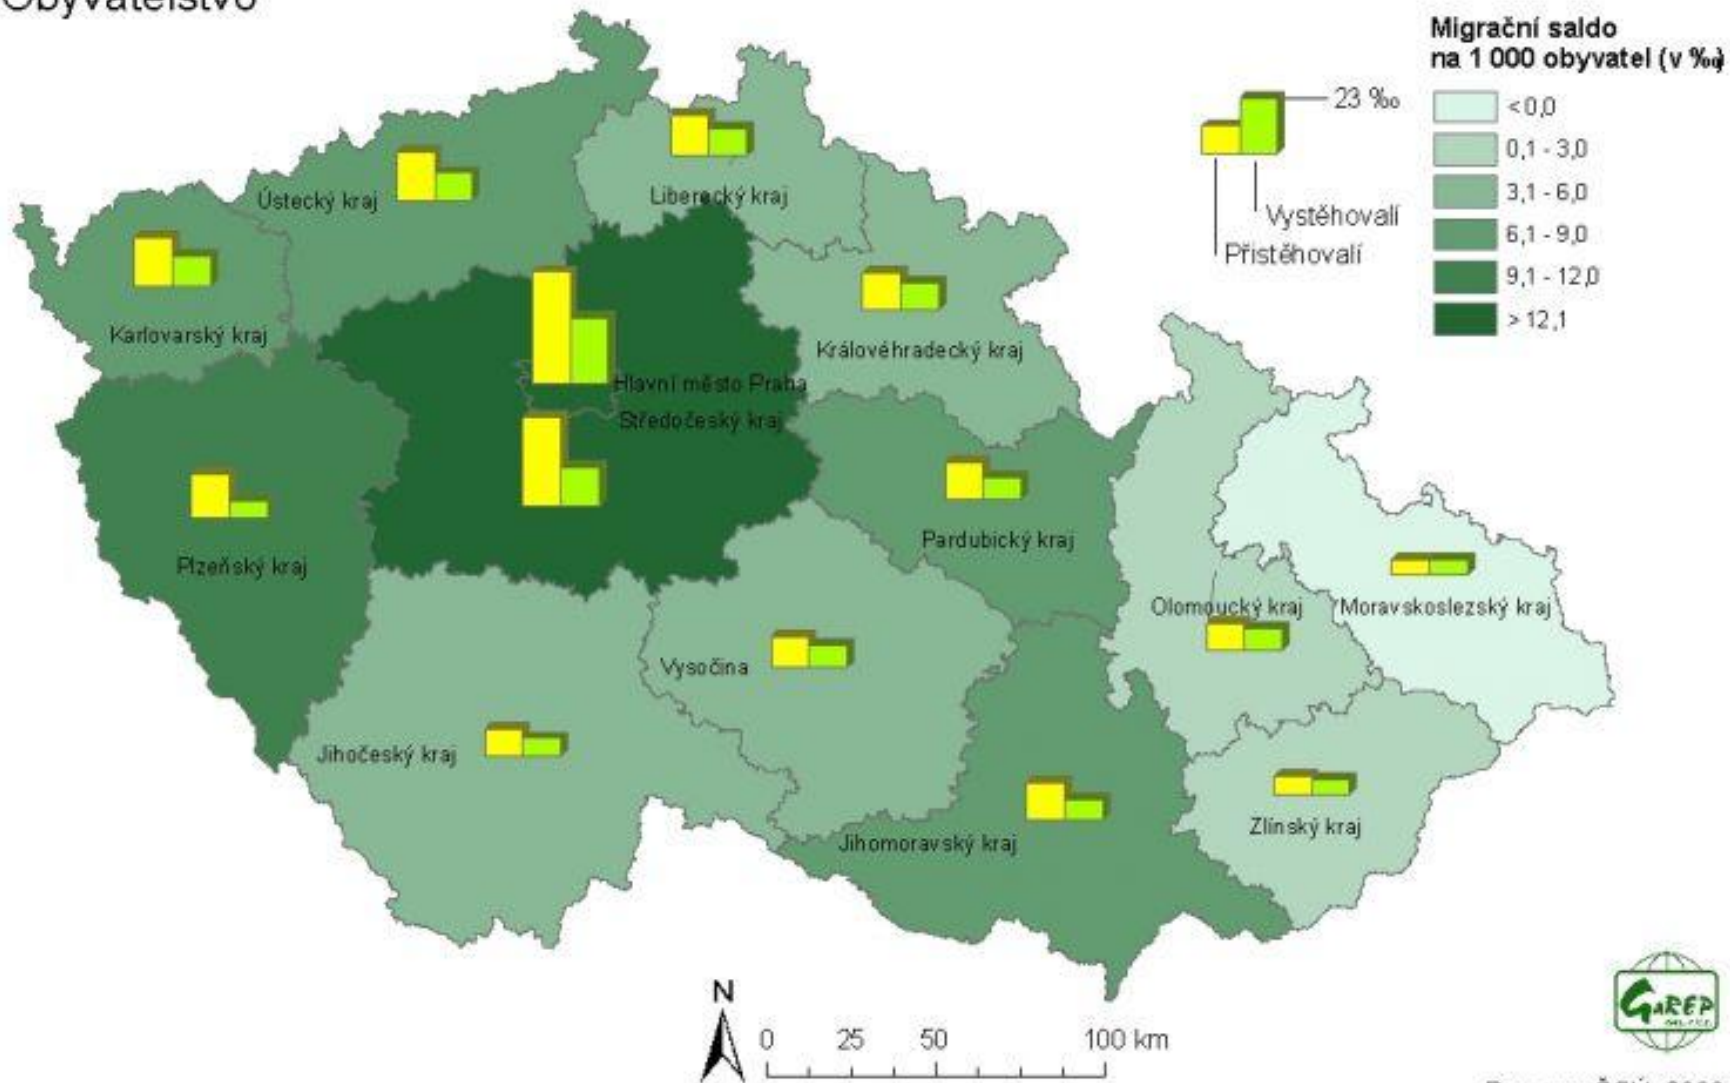 Obyvatelstvo
Migrační saldo
na 1 000 obyvatel (v ‰)
< 0,0
0,1 - 3,0
3,1 - 6,0
6,1 - 9,0
9,1 - 12,0
> 12,1
23 ‰
Vystěhovalí
Přistěhovalí
Liberecký kraj
Ústecký kraj
Karlovarský kraj
Královéhradecký kraj
Hlavní město Praha
Středočeský kraj
Pardubický kraj
Plzeňský kraj
Olomoucký kraj
Moravskoslezský kraj
Vysočina
Jihočeský kraj
Zlínský kraj
Jihomoravský kraj
N
0 25 50 100 km
GAREP